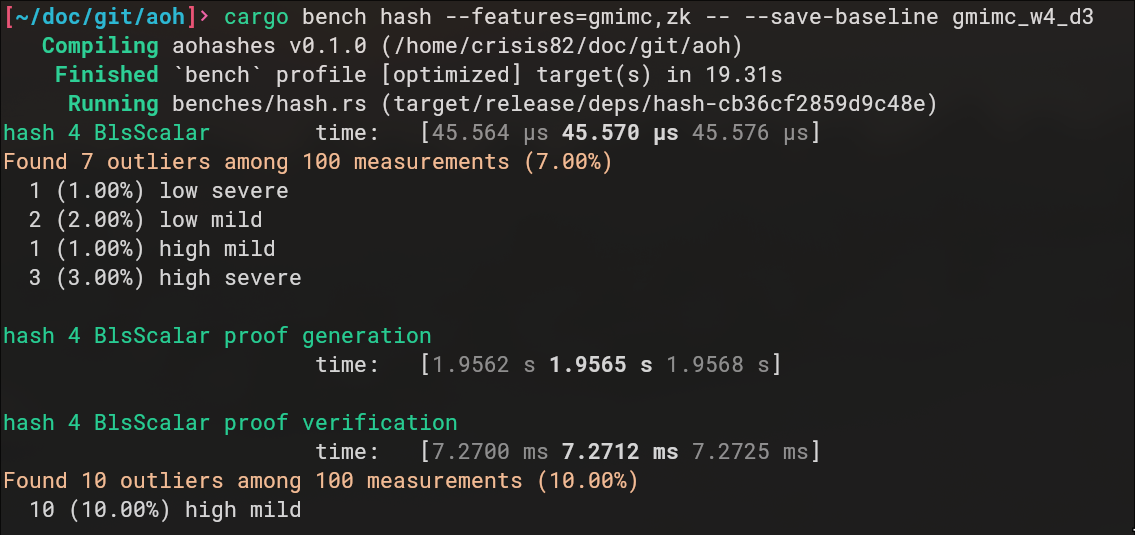 [~/doc/git/aoh]> cargo bench hash --features=gmimc,zk -- --save-baseline gmimc_w4_d3
Compiling aohashes v0.1.0 (/home/crisis82/doc/git/aoh)
Finished `bench` profile [optimized] target(s) in 19.31s
Running benches/hash.rs (target/release/deps/hash-cb36cf2859d9c48e)
hash 4 BlsScalar time: [45.564 µs 45.570 µs 45.576 µs]
Found 7 outliers among 100 measurements (7.00%)
1 (1.00%) low severe
2 (2.00%) low mild
1 (1.00%) high mild
3 (3.00%) high severe
hash 4 BlsScalar proof generation
time: [1.9562 s 1.9565 s 1.9568 s]
hash 4 BlsScalar proof verification
time: [7.2700 ms 7.2712 ms 7.2725 ms]
Found 10 outliers among 100 measurements (10.00%)
10 (10.00%) high mild